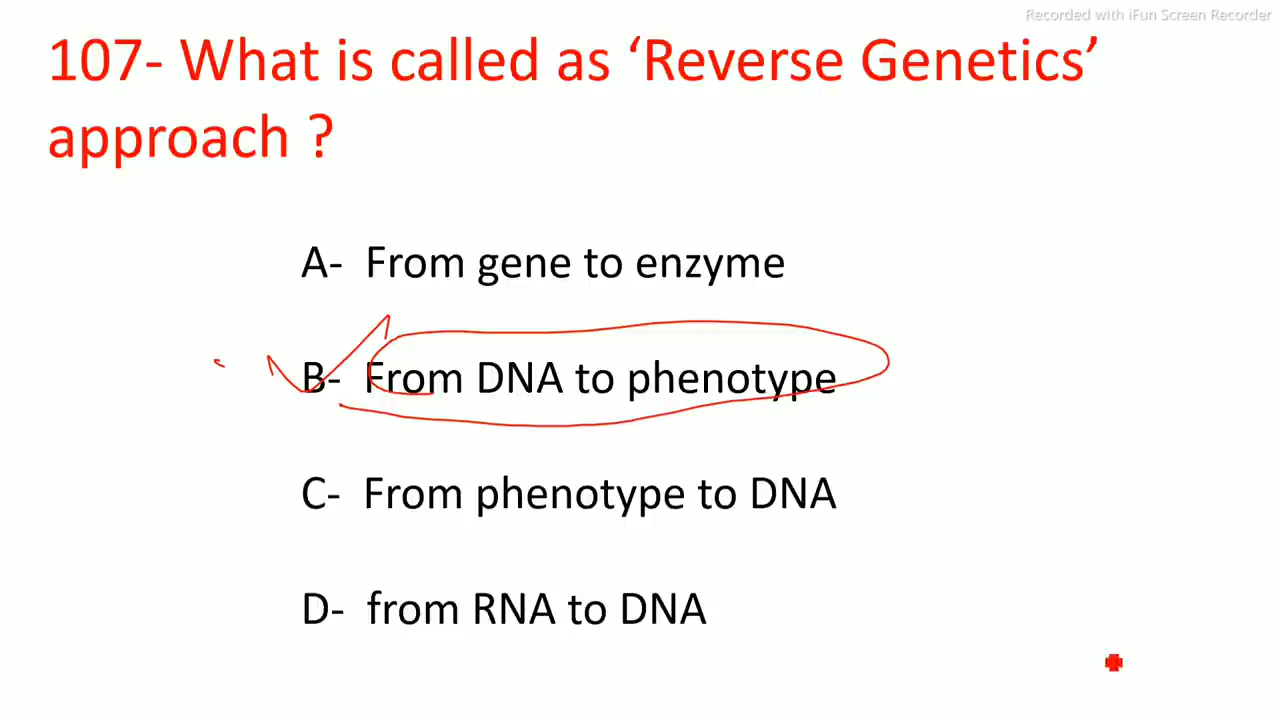 Recorded with iFun Screen Recorder
107- What is called as ‘Reverse Genetics’
approach ?
A- From gene to enzyme
B- From DNA to phenotype
C- From phenotype to DNA
D- from RNA to DNA